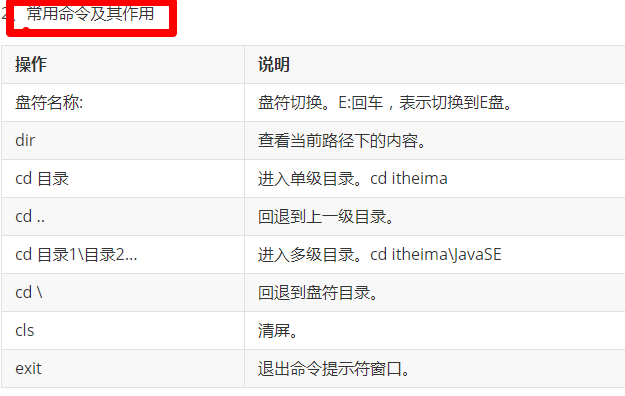 2、常用命令及其作用
操作 说明
盘符名称: 盘符切换。E:回车，表示切换到E盘。
dir 查看当前路径下的内容。
cd 目录 进入单级目录。cd itheima
cd .. 回退到上一级目录。
cd 目录1\目录2... 进入多级目录。cd itheima\JavaSE
cd \ 回退到盘符目录。
cls 清屏。
exit 退出命令提示符窗口。